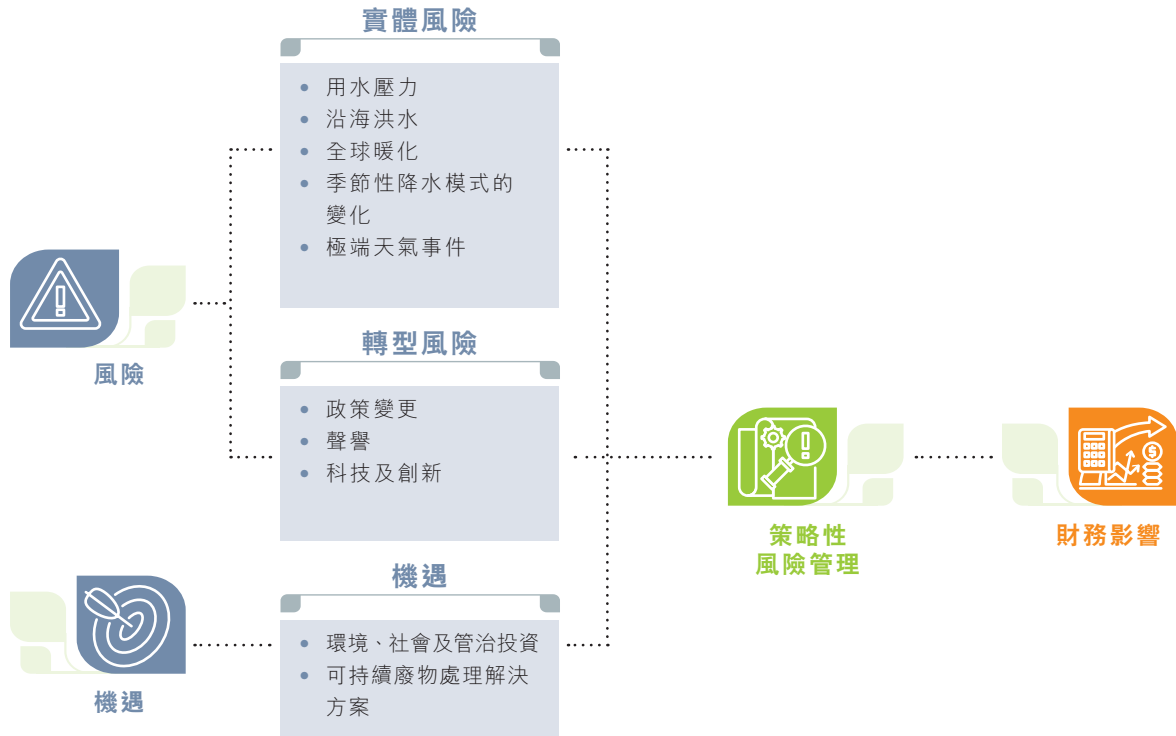 實體風險
• 用水壓力
• 沿海洪水
• 全球暖化
• 季節性降水模式的
變化
• 極端天氣事件
風險
轉型風險
• 政策變更
• 聲譽
• 科技及創新
策略性
風險管理
財務影響
機遇
• 環境、社會及管治投資
• 可持續廢物處理解決
方案
機遇